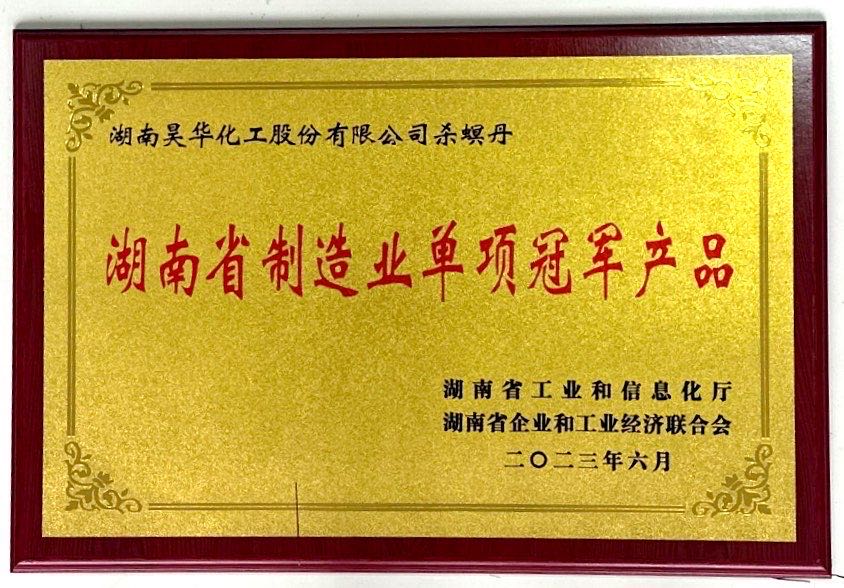 湖南昊华化工股份有限公司杀螟丹
湖南省制造业单项冠军产品
湖南省工业和信息化厅
湖南省企业和工业经济联合会
二〇二三年六月